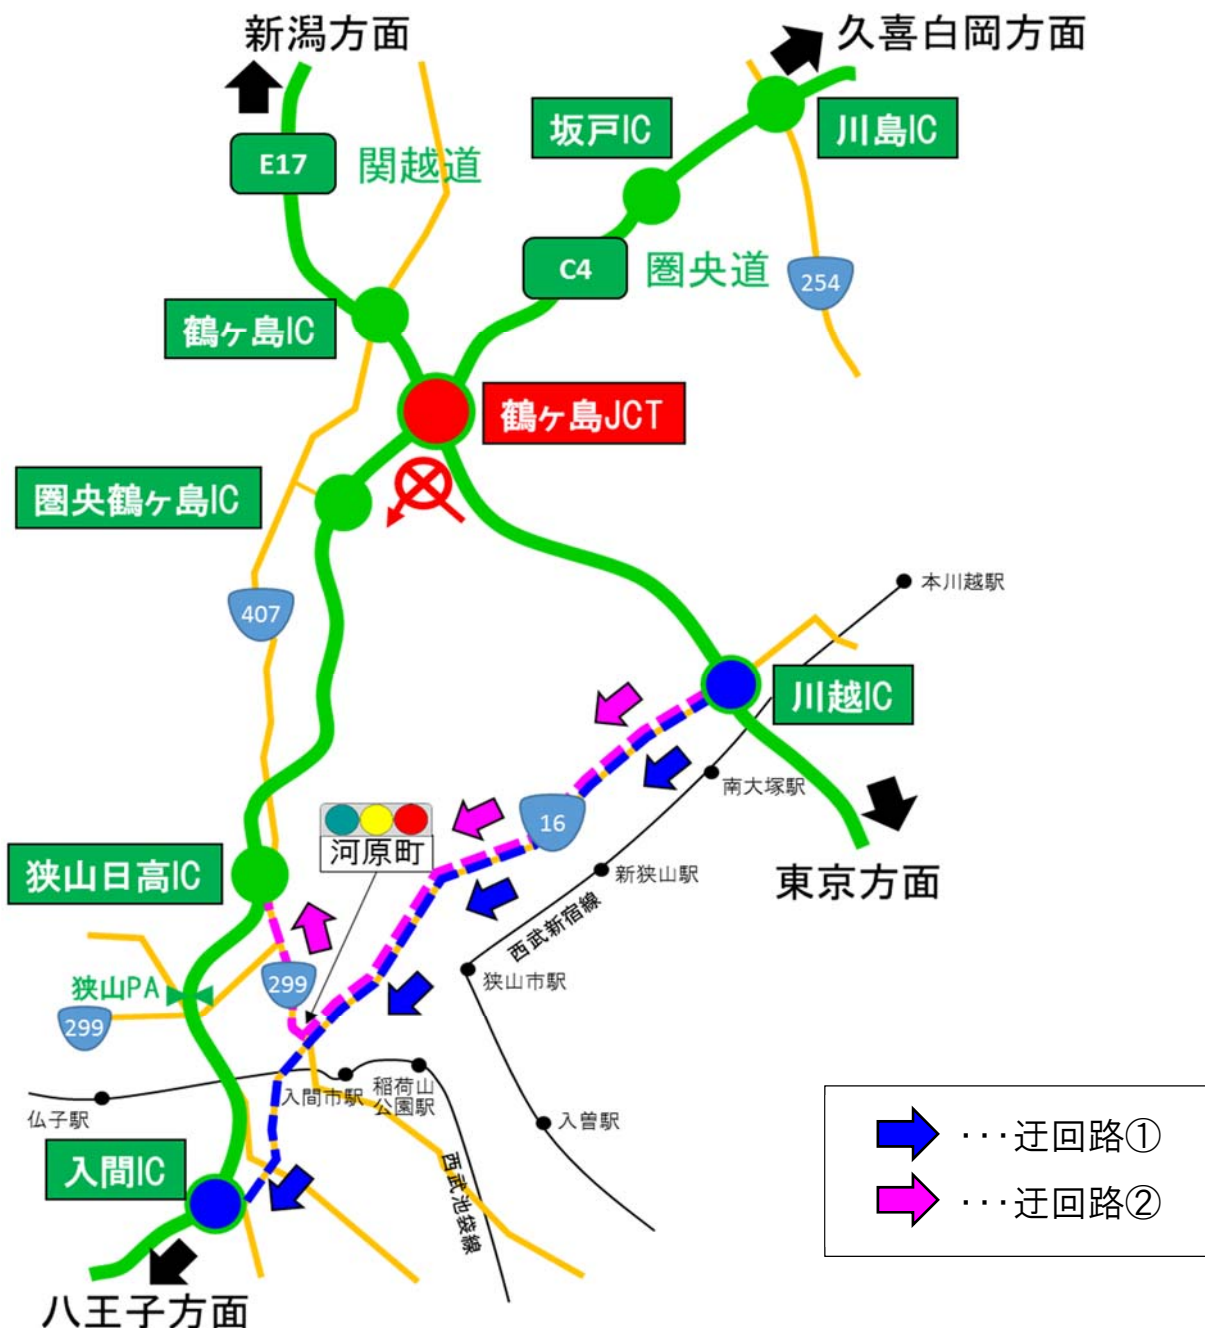 新潟方面
久喜白岡方面
坂戸IC
川島IC
E17
関越道
C4
圏央道
254
鶴ヶ島IC
鶴ヶ島JCT
圏央鶴ヶ島IC
407
本川越駅
川越IC
南大塚駅
16
河原町
新狭山駅
東京方面
狭山日高IC
西武新宿線
狭山市駅
狭山PA
299
299
入間市駅
稲荷山
公園駅
仏子駅
入曽駅
入間IC
西武池袋線
八王子方面
･･･迂回路①
･･･迂回路②